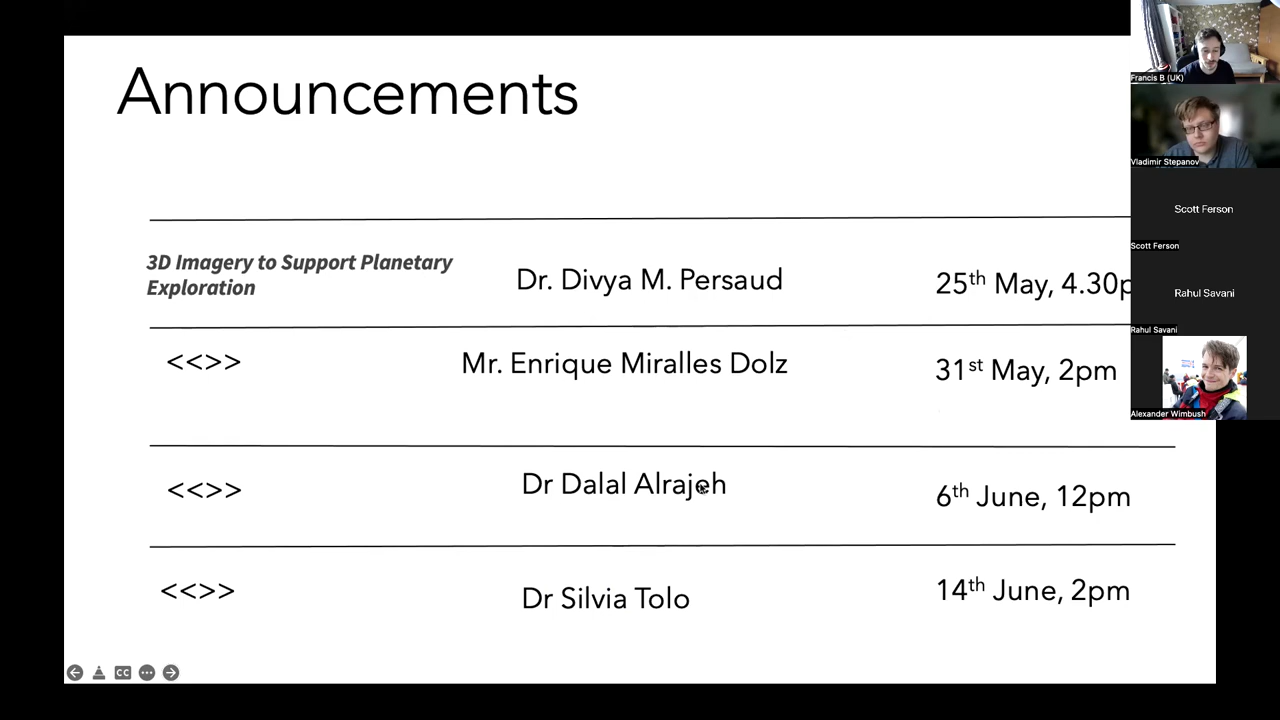 Announcements
3D Imagery to Support Planetary
Exploration
Dr. Divya M. Persaud
25th May, 4.30p
<<>>
Mr. Enrique Miralles Dolz
31st May, 2pm
<<>>
Dr Dalal Alrajeh
6th June, 12pm
<<>>
Dr Silvia Tolo
14th June, 2pm
CC
Francis B (UK)
Vladimir Stepanov
Scott Ferson
Scott Ferson
Rahul Savani
Rahul Savani
Alexander Wimbush